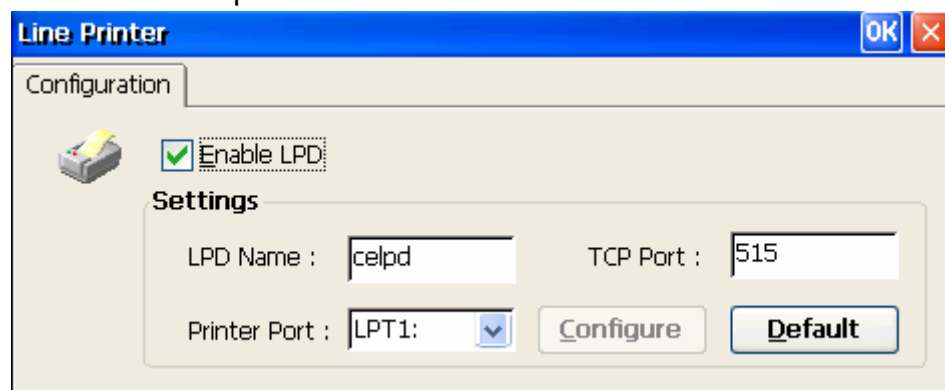 Line Printer OK
Configuration
Enable LPD
Settings
LPD Name : celpd TCP Port : 515
Printer Port : LPT1: Configure Default